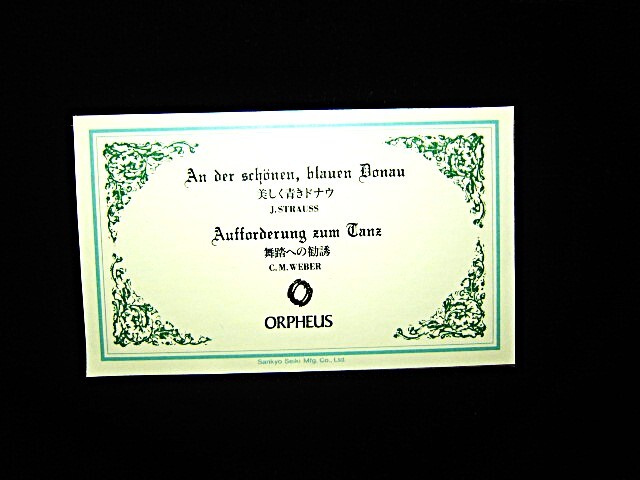 An der schönen, blauen Donau
美しく青きドナウ
J. STRAUSS
Aufforderung zum Tanz
舞踏への勧誘
C. M. WEBER
ORPHEUS
Sankyo Seiki Mfg. Co., Ltd.